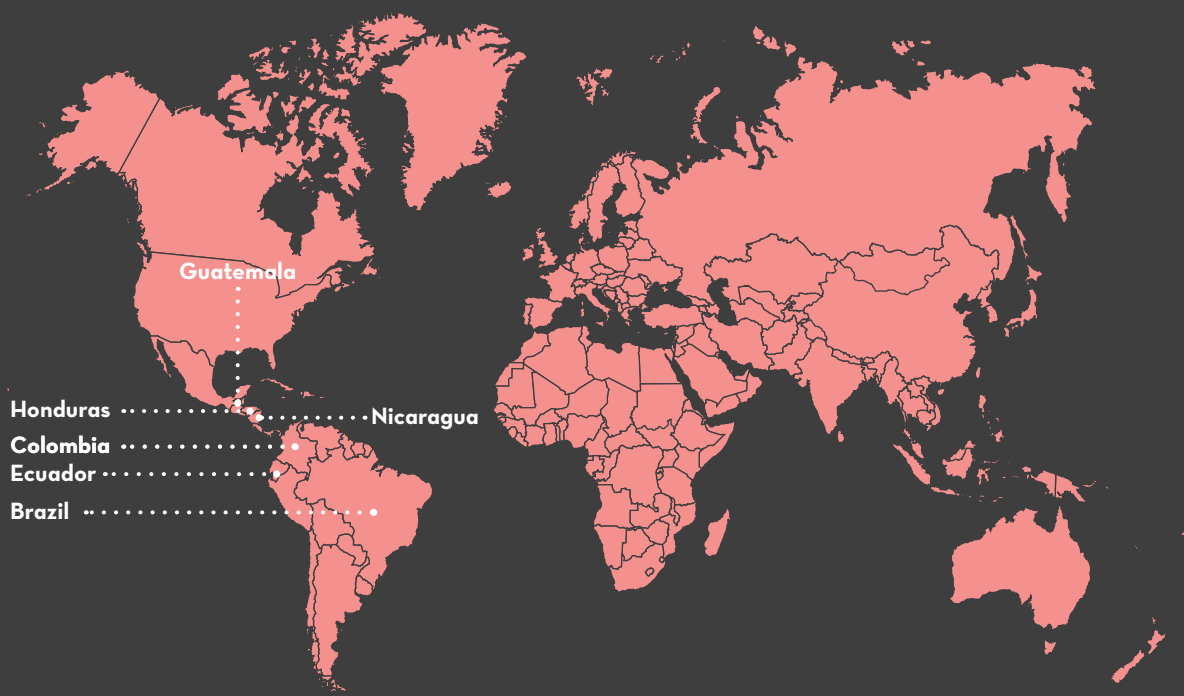 Guatemala
Honduras
Nicaragua
Colombia
Ecuador
Brazil